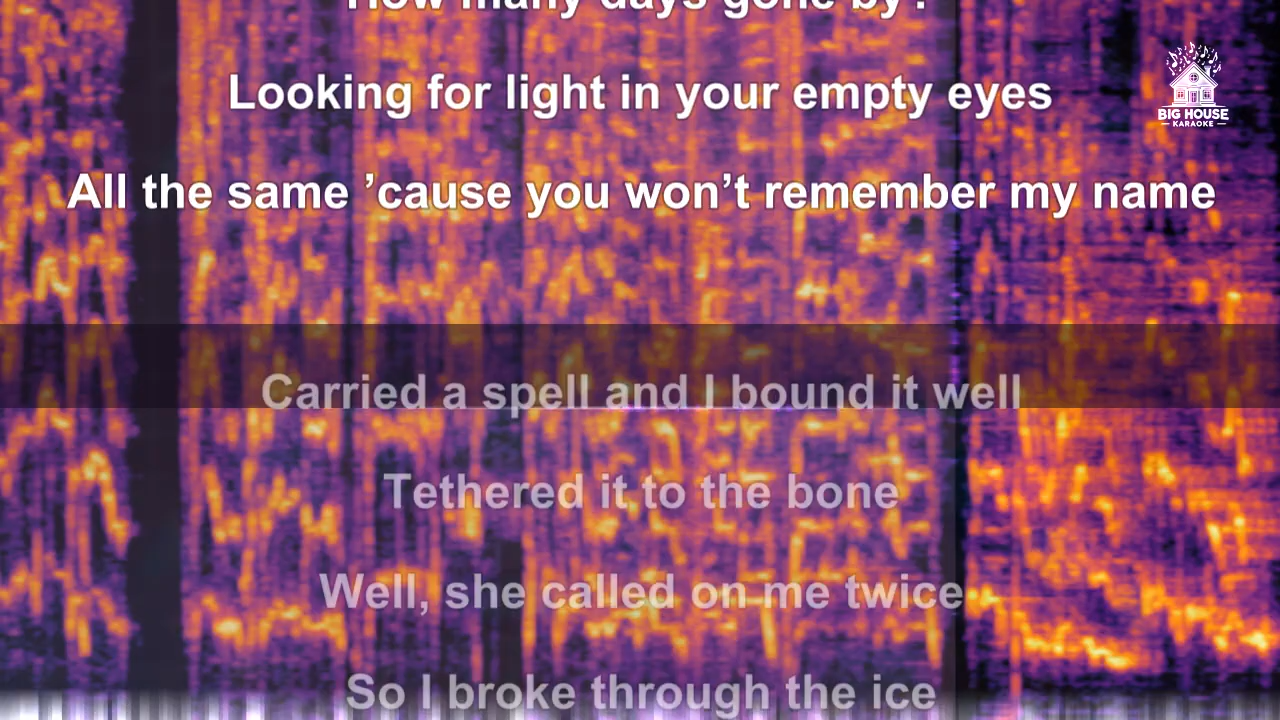 How many days gone by?
Looking for light in your empty eyes
BIG HOUSE
KARAOKE
All the same ’cause you won’t remember my name
Carried a spell and I bound it well
Tethered it to the bone
Well, she called on me twice
So I broke through the ice